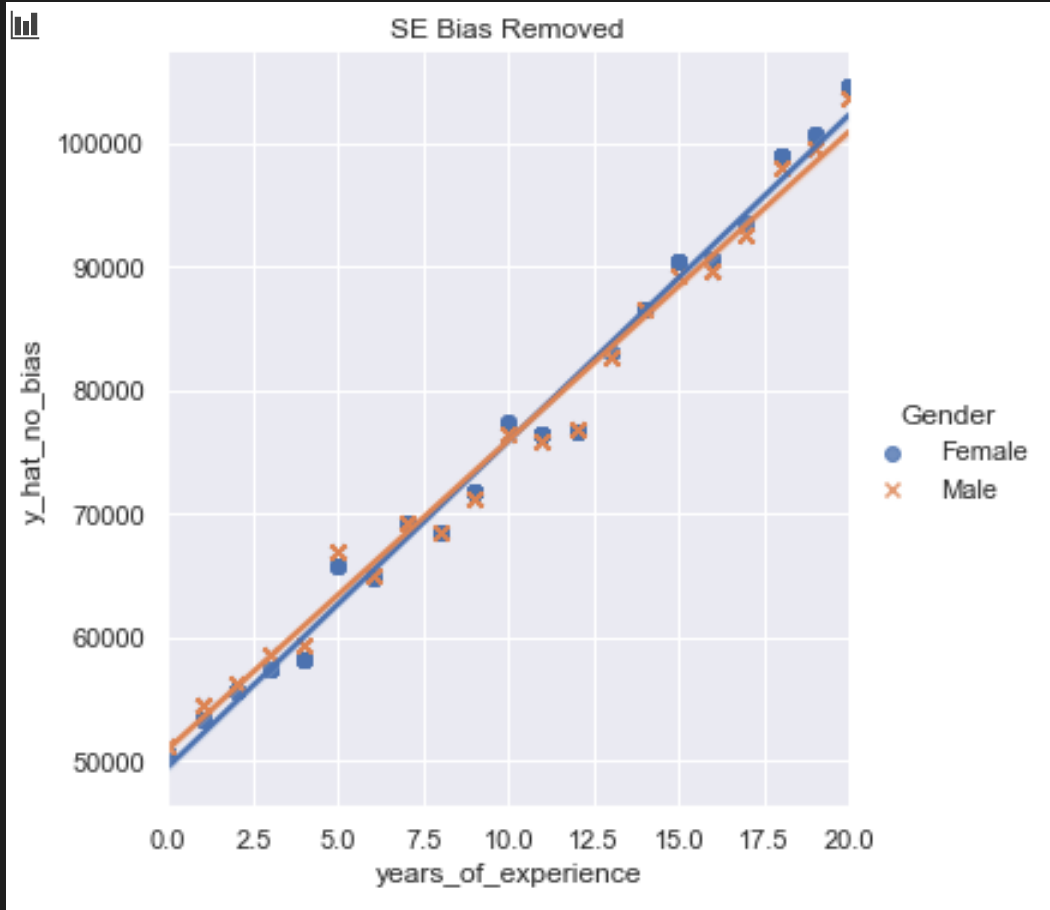 SE Bias Removed
100000
90000
80000
70000
60000
50000
y_hat_no_bias
0.0 2.5 5.0 7.5 10.0 12.5 15.0 17.5 20.0
years_of_experience
Gender
Female
Male